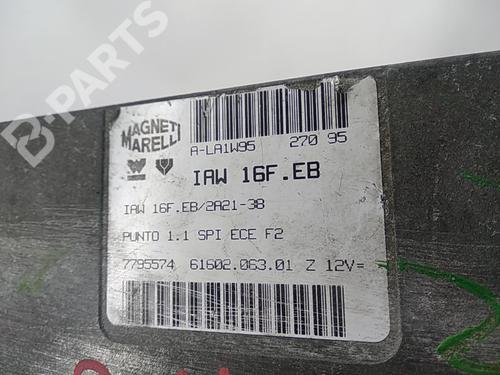 B-PARTS
MAGNETI
MARELLI
A-LA1W95 270 95
IAW 16F.EB
IAW 16F.EB/2A21-38
PUNTO 1.1 SPI ECE F2
7795574 61602.063.01 Z 12V=